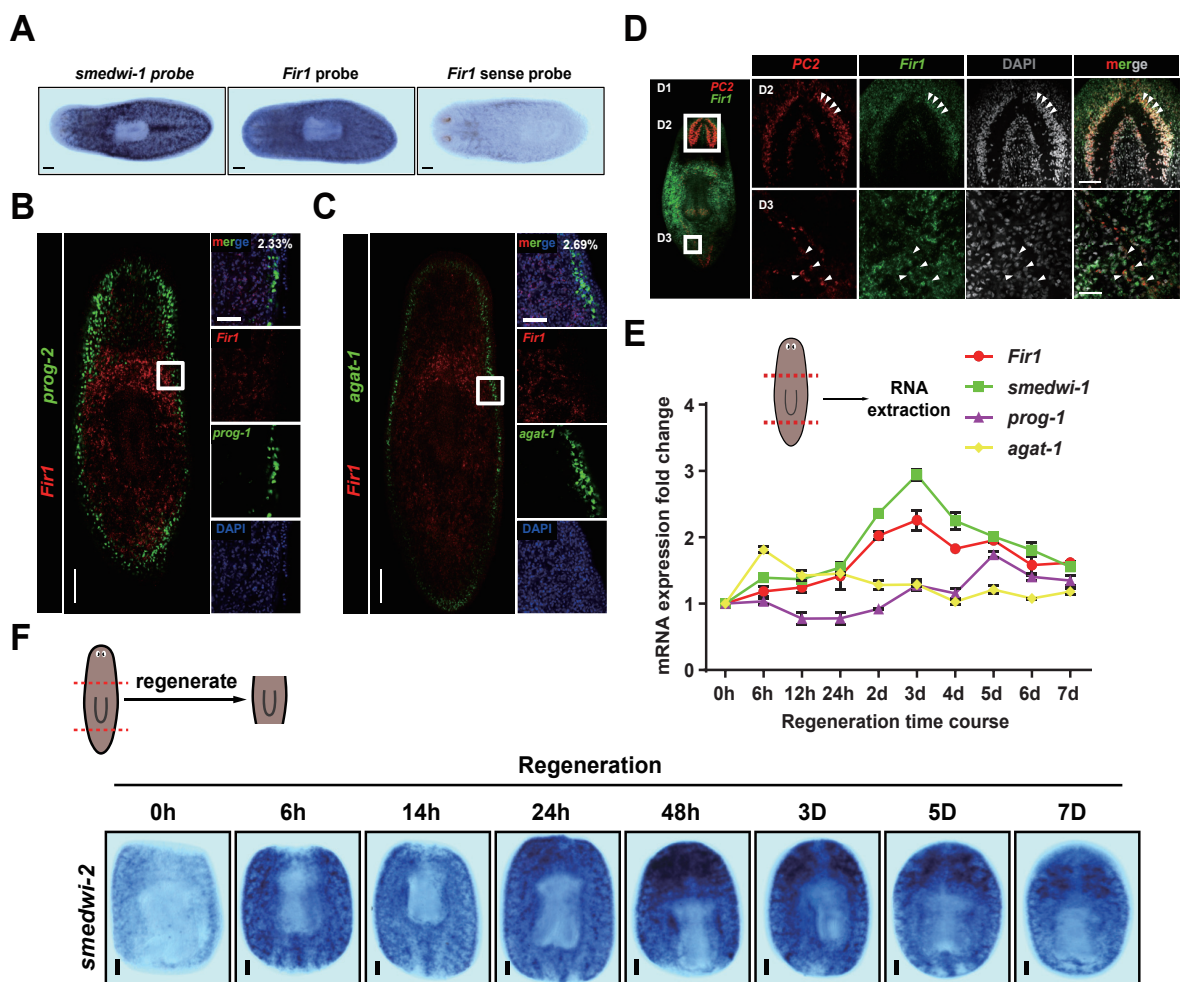 A
smedwi-1 probe
Fir1 probe
Fir1 sense probe
B
prog-2
Fir1
merge 2.33%
Fir1
prog-1
DAPI
C
agat-1
Fir1
merge 2.69%
Fir1
agat-1
DAPI
D
PC2
Fir1
DAPI
merge
D1
PC2
Fir1
D2
D3
D2
D3
E
RNA
extraction
Fir1
smedwi-1
prog-1
agat-1
mRNA expression fold change
4
3
2
1
0
0h 6h 12h 24h 2d 3d 4d 5d 6d 7d
Regeneration time course
F
regenerate
Regeneration
0h 6h 14h 24h 48h 3D 5D 7D
smedwi-2